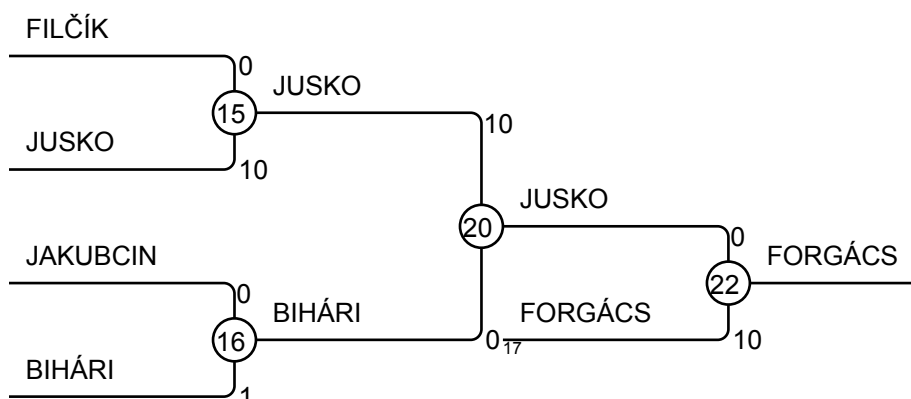 FILČÍK
0
15
JUSKO
JUSKO
10
10
20
JUSKO
JAKUBCIN
0
16
BIHÁRI
BIHÁRI
1
0
17
FORGÁCS
0
22
FORGÁCS
10